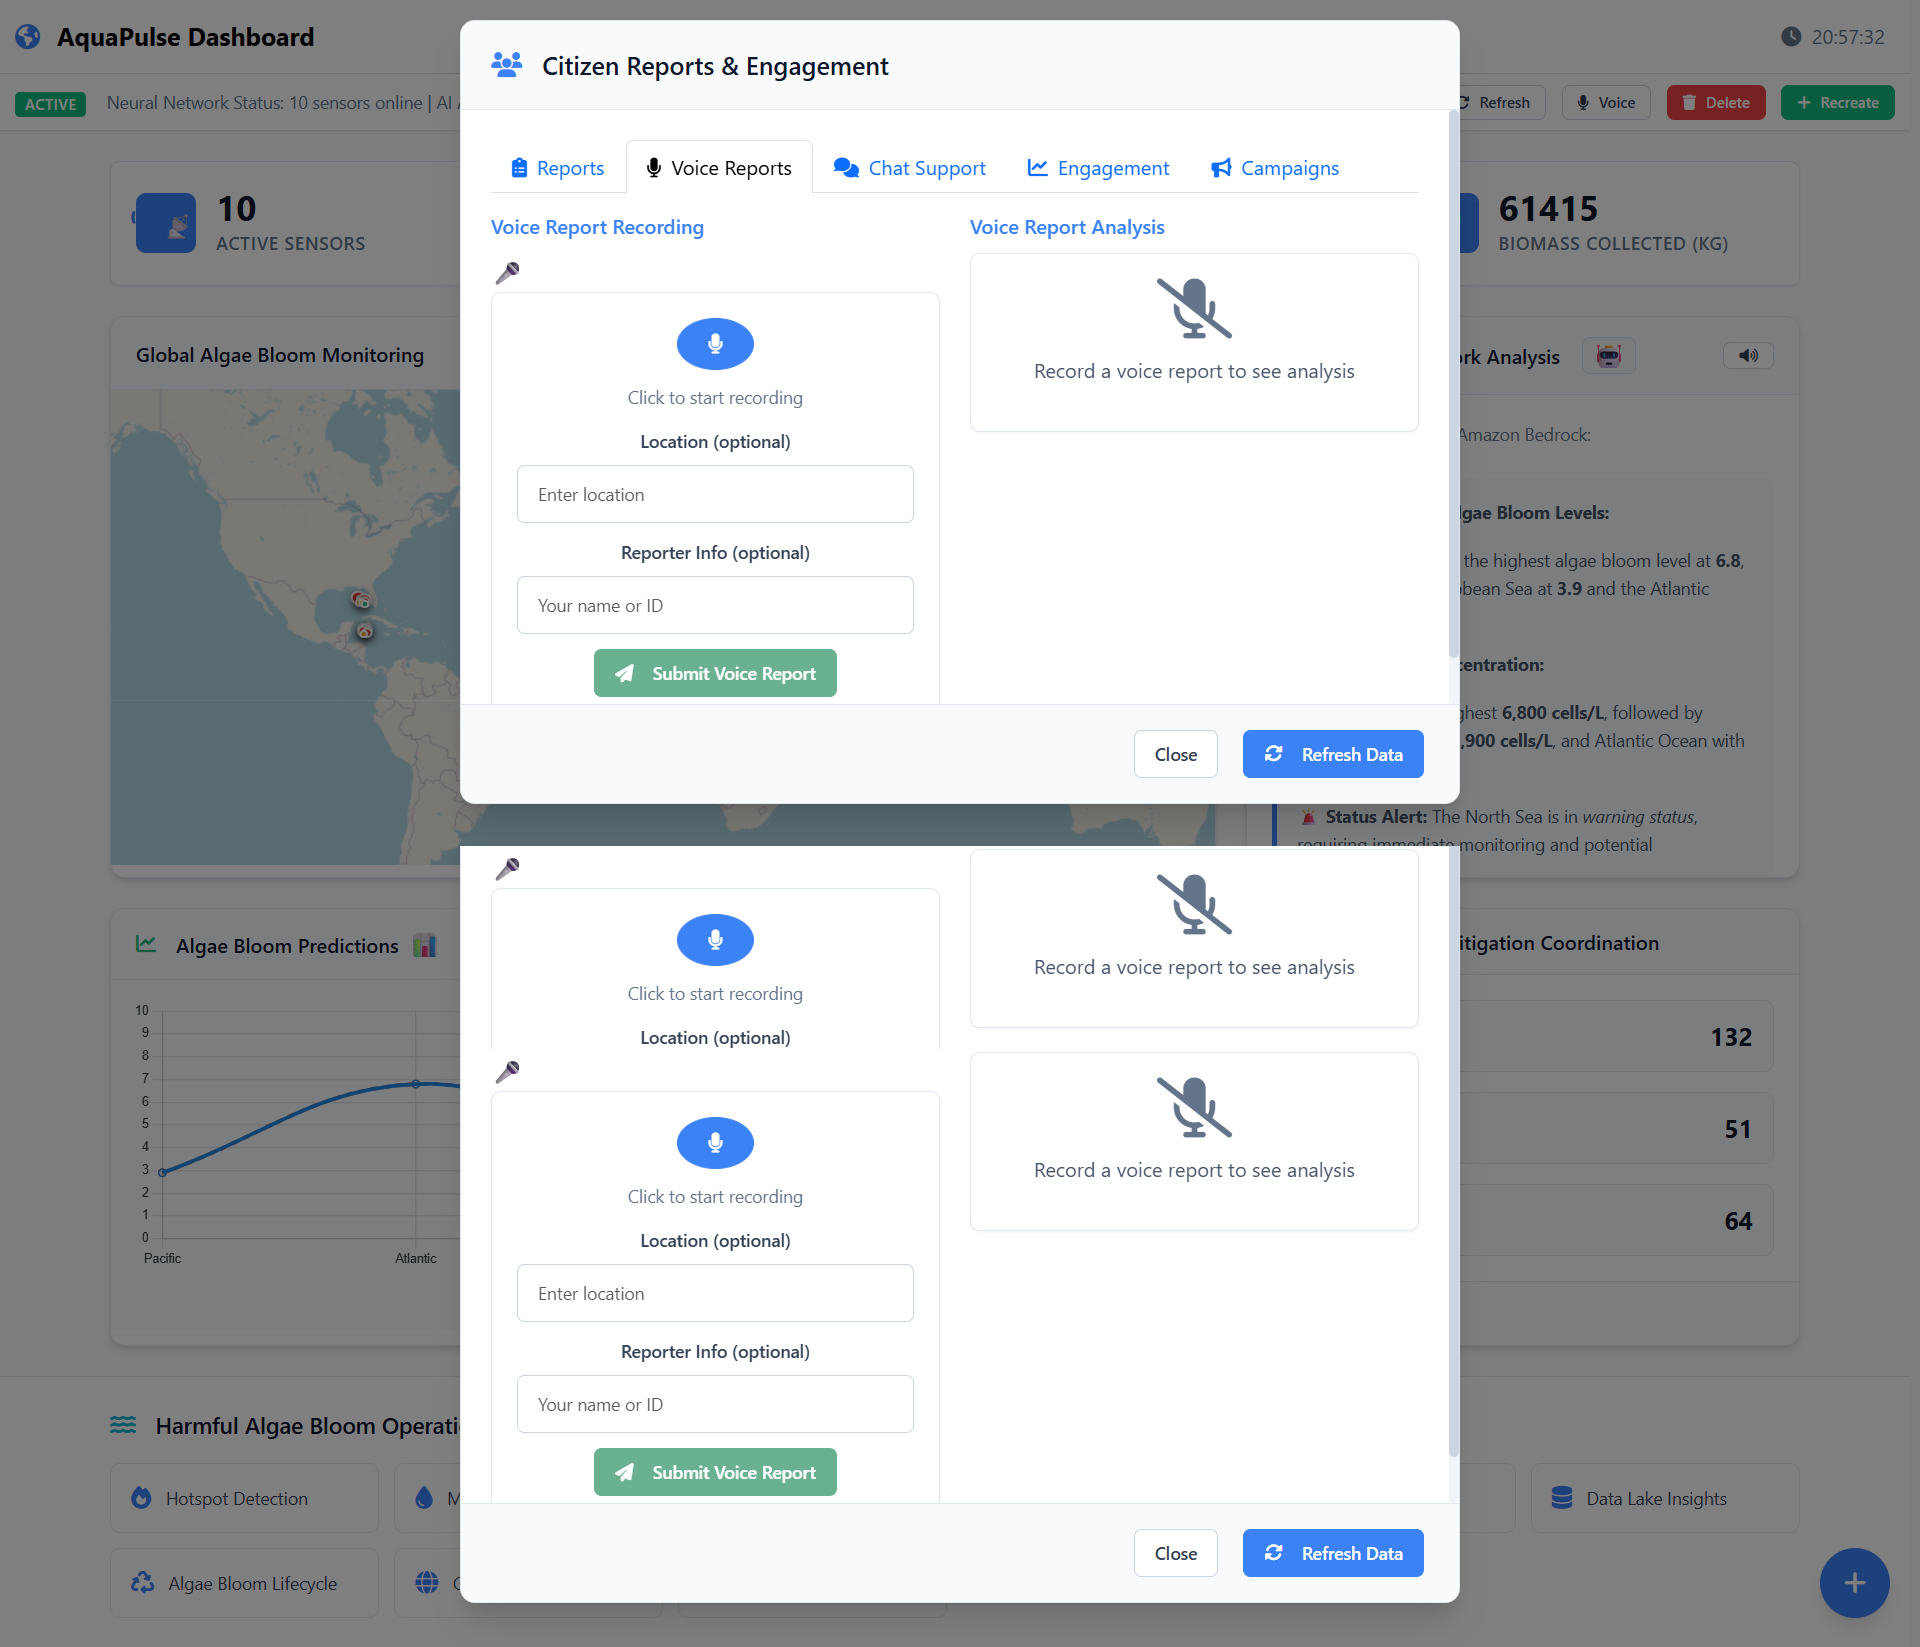 AquaPulse Dashboard
20:57:32
ACTIVE
Neural Network Status: 10 sensors online | AI
Refresh
Voice
Delete
Recreate
Citizen Reports & Engagement
Reports
Voice Reports
Chat Support
Engagement
Campaigns
10
ACTIVE SENSORS
61415
BIOMASS COLLECTED (KG)
Voice Report Recording
Click to start recording
Location (optional)
Enter location
Reporter Info (optional)
Your name or ID
Submit Voice Report
Voice Report Analysis
Record a voice report to see analysis
Close
Refresh Data
Global Algae Bloom Monitoring
Analysis
Amazon Bedrock:
Bloom Levels:
the highest algae bloom level at 6.8,
Sea at 3.9 and the Atlantic
6,800 cells/L, followed by
,900 cells/L, and Atlantic Ocean with
Status Alert: The North Sea is in warning status,
requiring immediate monitoring and potential
Click to start recording
Location (optional)
Record a voice report to see analysis
Click to start recording
Location (optional)
Enter location
Reporter Info (optional)
Your name or ID
Submit Voice Report
Record a voice report to see analysis
Close
Refresh Data
Algae Bloom Predictions
10
9
8
7
6
5
4
3
2
1
0
Pacific
Atlantic
Coordination
132
51
64
Harmful Algae Bloom
Hotspot Detection
Data Lake Insights
Algae Bloom Lifecycle